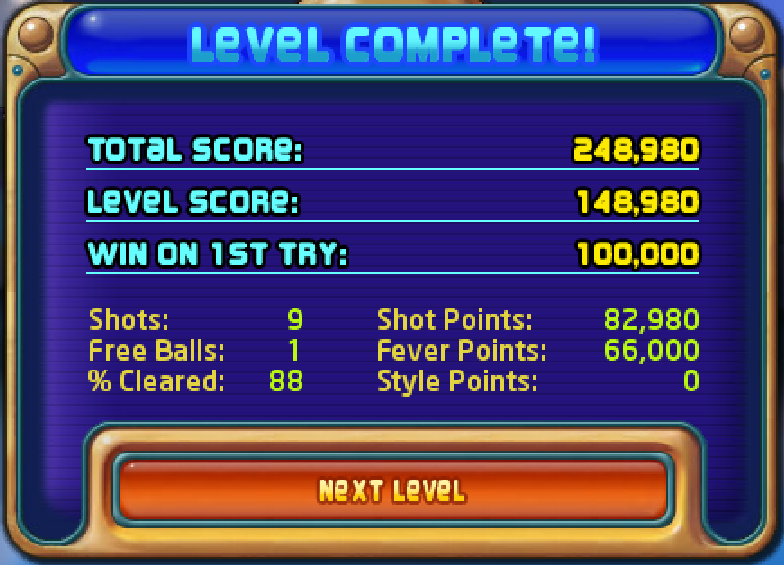 LEVEL COMPLETE!
TOTAL SCORE: 248,980
LEVEL SCORE: 148,980
WIN ON 1ST TRY: 100,000
Shots: 9 Shot Points: 82,980
Free Balls: 1 Fever Points: 66,000
% Cleared: 88 Style Points: 0
NEXT LEVEL